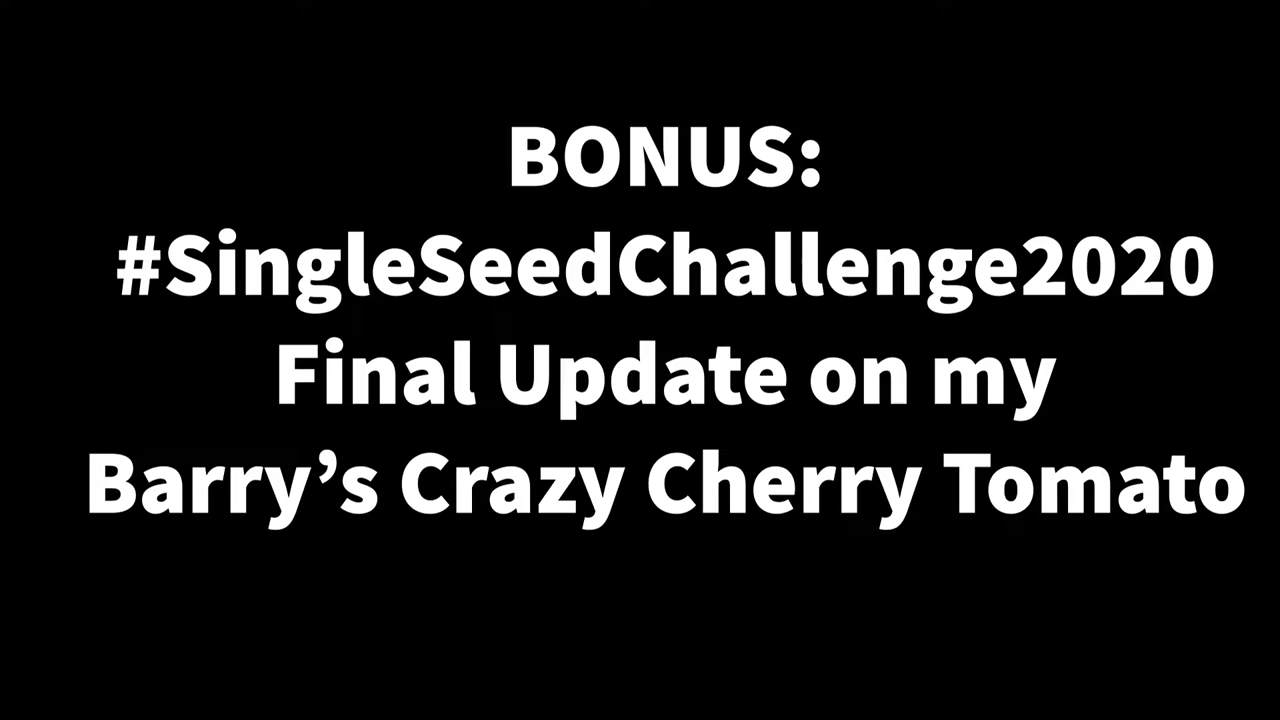 BONUS:
#SingleSeedChallenge2020
Final Update on my
Barry’s Crazy Cherry Tomato